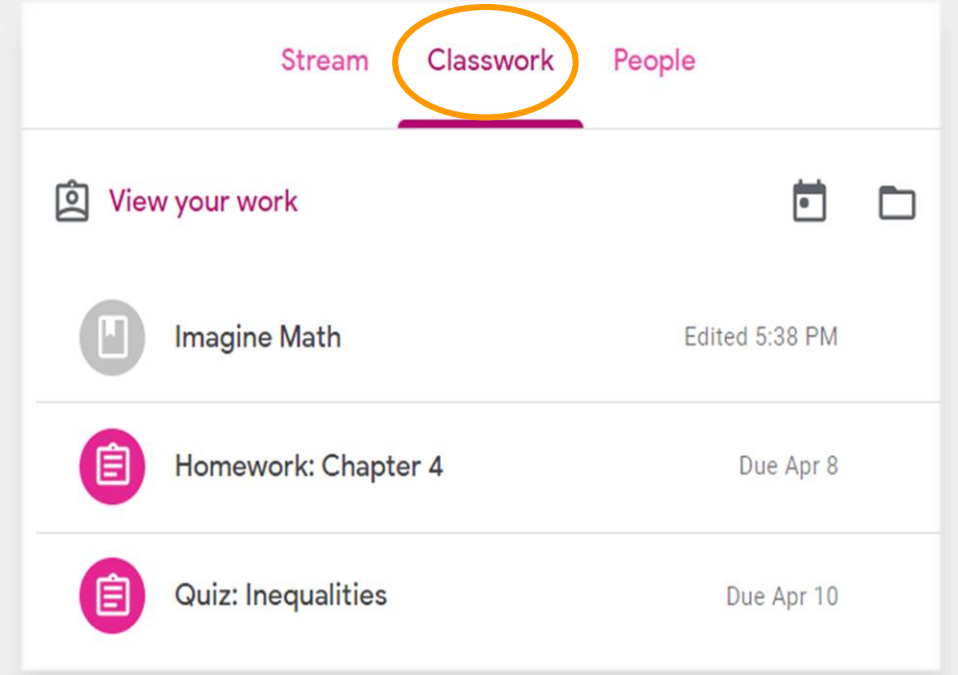 Stream Classwork People
View your work
Imagine Math Edited 5:38 PM
Homework: Chapter 4 Due Apr 8
Quiz: Inequalities Due Apr 10